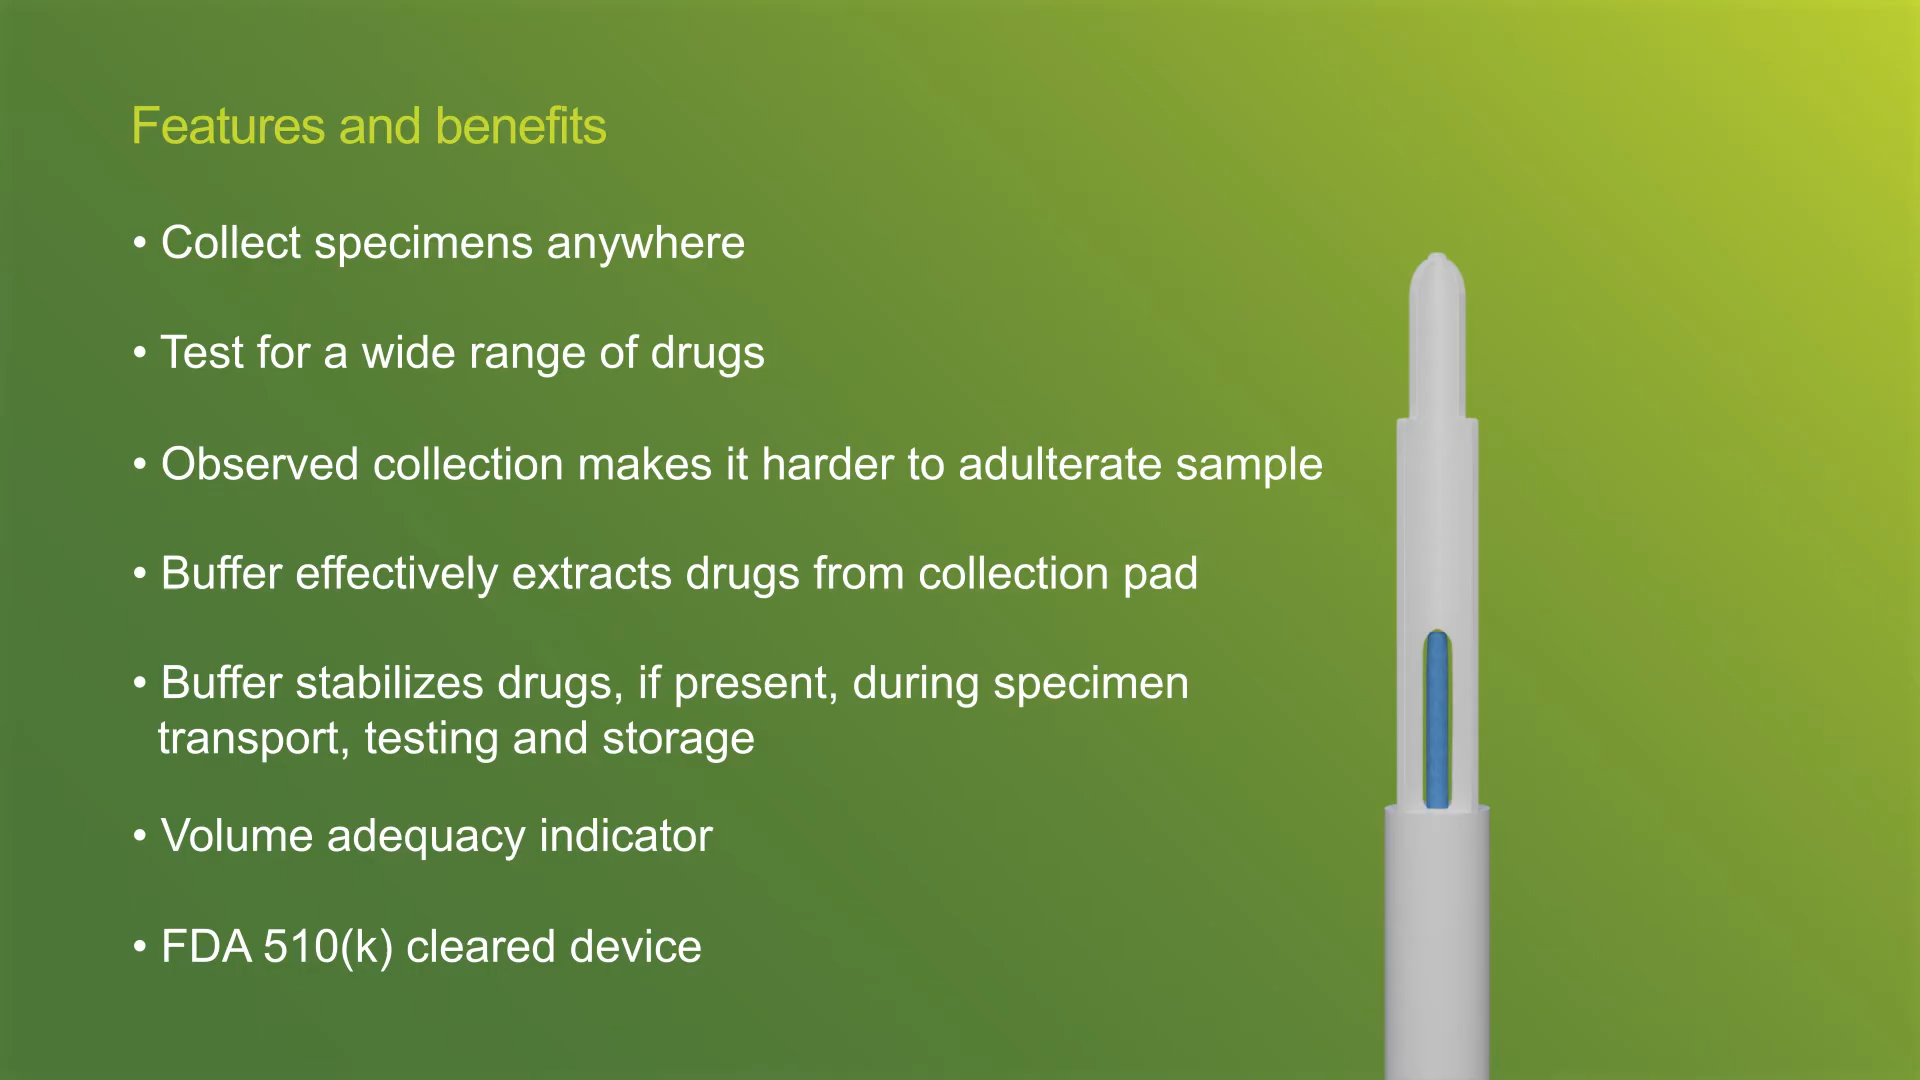 Features and benefits
• Collect specimens anywhere
• Test for a wide range of drugs
• Observed collection makes it harder to adulterate sample
• Buffer effectively extracts drugs from collection pad
• Buffer stabilizes drugs, if present, during specimen
transport, testing and storage
• Volume adequacy indicator
• FDA 510(k) cleared device